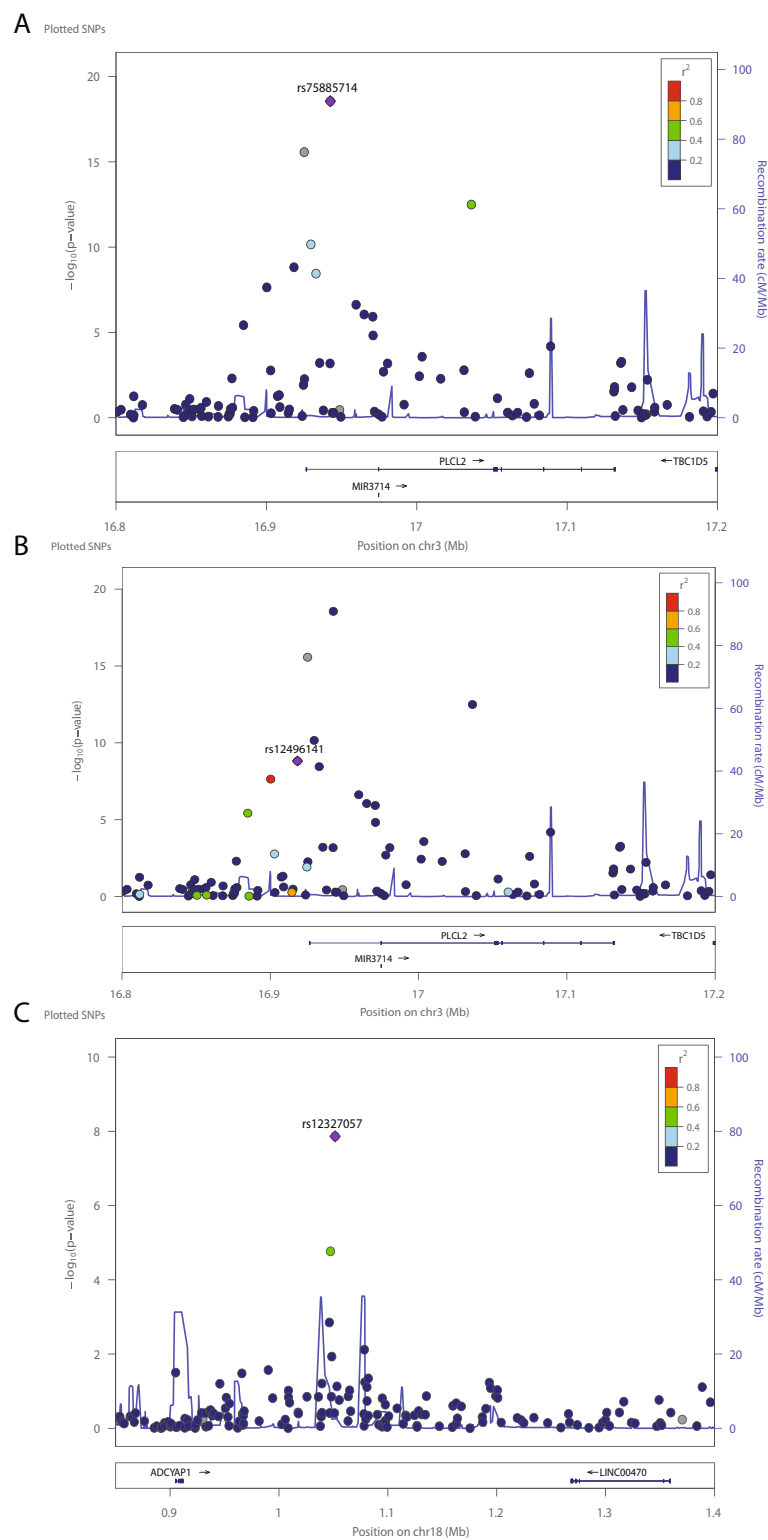 A
Plotted SNPs
rs75885714
r²
0.8
0.6
0.4
0.2
20
15
10
5
0
−log₁₀(p−value)
100
80
60
40
20
0
Recombination rate (cM/Mb)
PLCL2 →
← TBC1D5
MIR3714 →
16.8 16.9 17 17.1 17.2
Position on chr3 (Mb)
B
Plotted SNPs
rs12496141
r²
0.8
0.6
0.4
0.2
20
15
10
5
0
−log₁₀(p−value)
100
80
60
40
20
0
Recombination rate (cM/Mb)
PLCL2 →
← TBC1D5
MIR3714 →
16.8 16.9 17 17.1 17.2
Position on chr3 (Mb)
C
Plotted SNPs
rs12327057
r²
0.8
0.6
0.4
0.2
10
8
6
4
2
0
−log₁₀(p−value)
100
80
60
40
20
0
Recombination rate (cM/Mb)
ADCYAP1 →
← LINC00470
0.9 1 1.1 1.2 1.3 1.4
Position on chr18 (Mb)